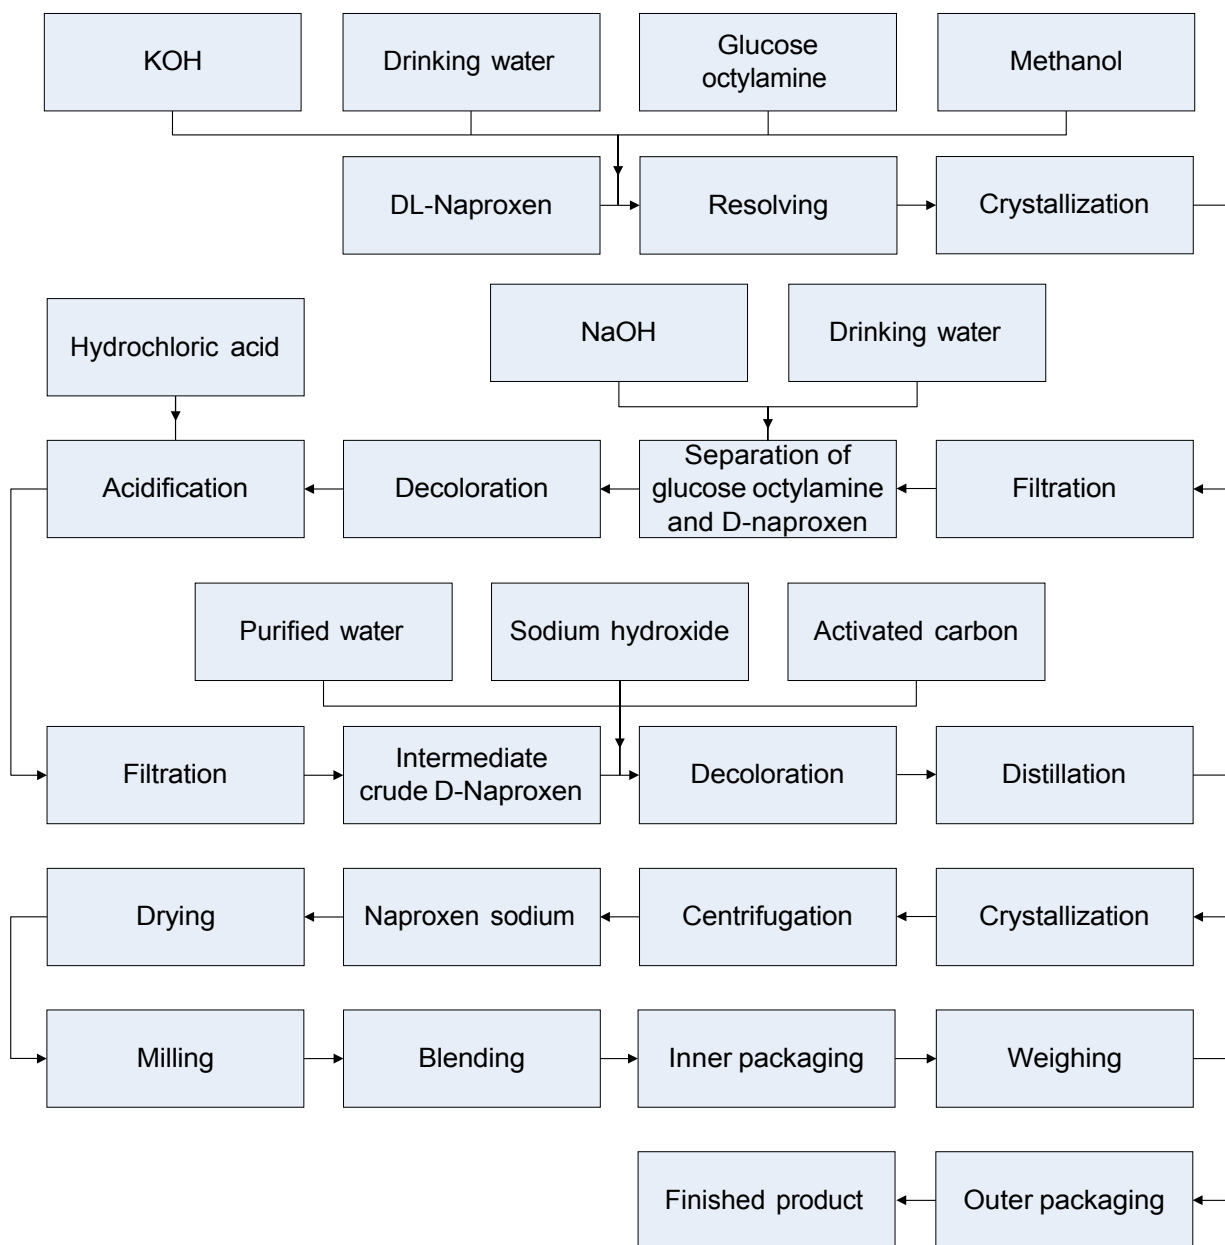 KOH
Drinking water
Glucose
octylamine
Methanol
DL-Naproxen
Resolving
Crystallization
Hydrochloric acid
NaOH
Drinking water
Acidification
Decoloration
Separation of
glucose octylamine
and D-naproxen
Filtration
Purified water
Sodium hydroxide
Activated carbon
Filtration
Intermediate
crude D-Naproxen
Decoloration
Distillation
Drying
Naproxen sodium
Centrifugation
Crystallization
Milling
Blending
Inner packaging
Weighing
Finished product
Outer packaging